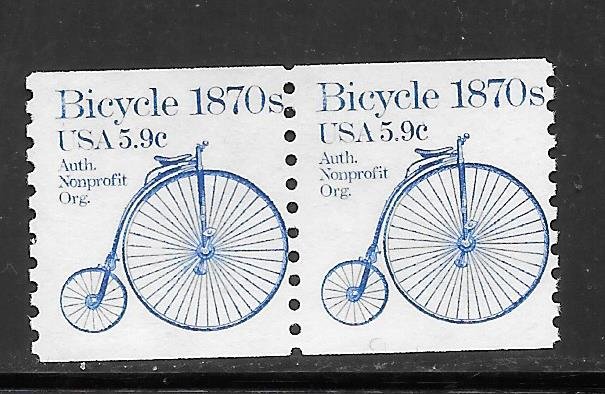 Bicycle 1870s
USA 5.9c
Auth.
Nonprofit
Org.
Bicycle 1870s
USA 5.9c
Auth.
Nonprofit
Org.